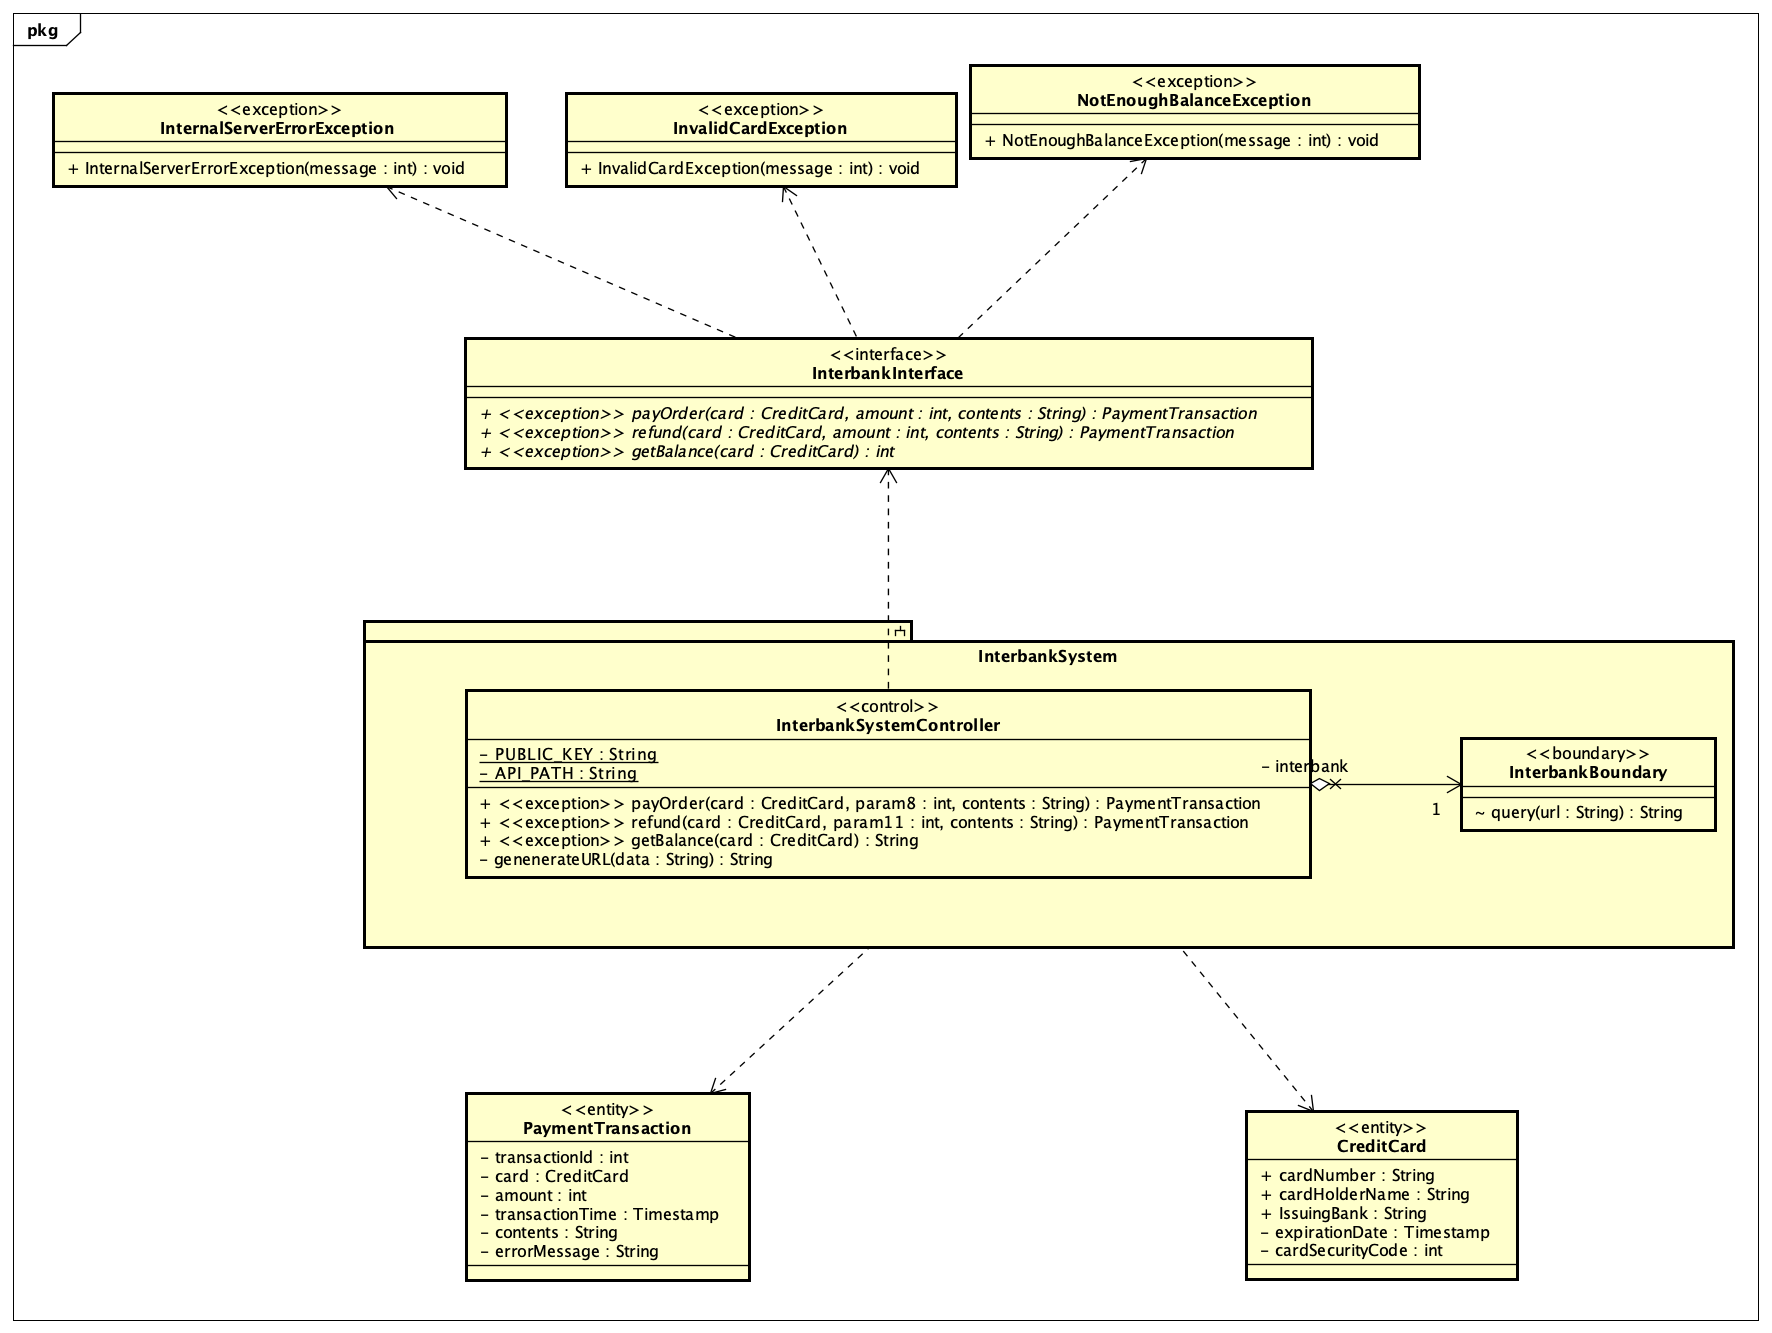 pkg
<<exception>>
InternalServerErrorException
+ InternalServerErrorException(message : int) : void
<<exception>>
InvalidCardException
+ InvalidCardException(message : int) : void
<<exception>>
NotEnoughBalanceException
+ NotEnoughBalanceException(message : int) : void
<<interface>>
InterbankInterface
+ <<exception>> payOrder(card : CreditCard, amount : int, contents : String) : PaymentTransaction
+ <<exception>> refund(card : CreditCard, amount : int, contents : String) : PaymentTransaction
+ <<exception>> getBalance(card : CreditCard) : int
InterbankSystem
<<control>>
InterbankSystemController
- PUBLIC_KEY : String
- API_PATH : String
+ <<exception>> payOrder(card : CreditCard, param8 : int, contents : String) : PaymentTransaction
+ <<exception>> refund(card : CreditCard, param11 : int, contents : String) : PaymentTransaction
+ <<exception>> getBalance(card : CreditCard) : String
- genenerateURL(data : String) : String
- interbank
1
<<boundary>>
InterbankBoundary
~ query(url : String) : String
<<entity>>
PaymentTransaction
- transactionId : int
- card : CreditCard
- amount : int
- transactionTime : Timestamp
- contents : String
- errorMessage : String
<<entity>>
CreditCard
+ cardNumber : String
+ cardHolderName : String
+ IssuingBank : String
- expirationDate : Timestamp
- cardSecurityCode : int